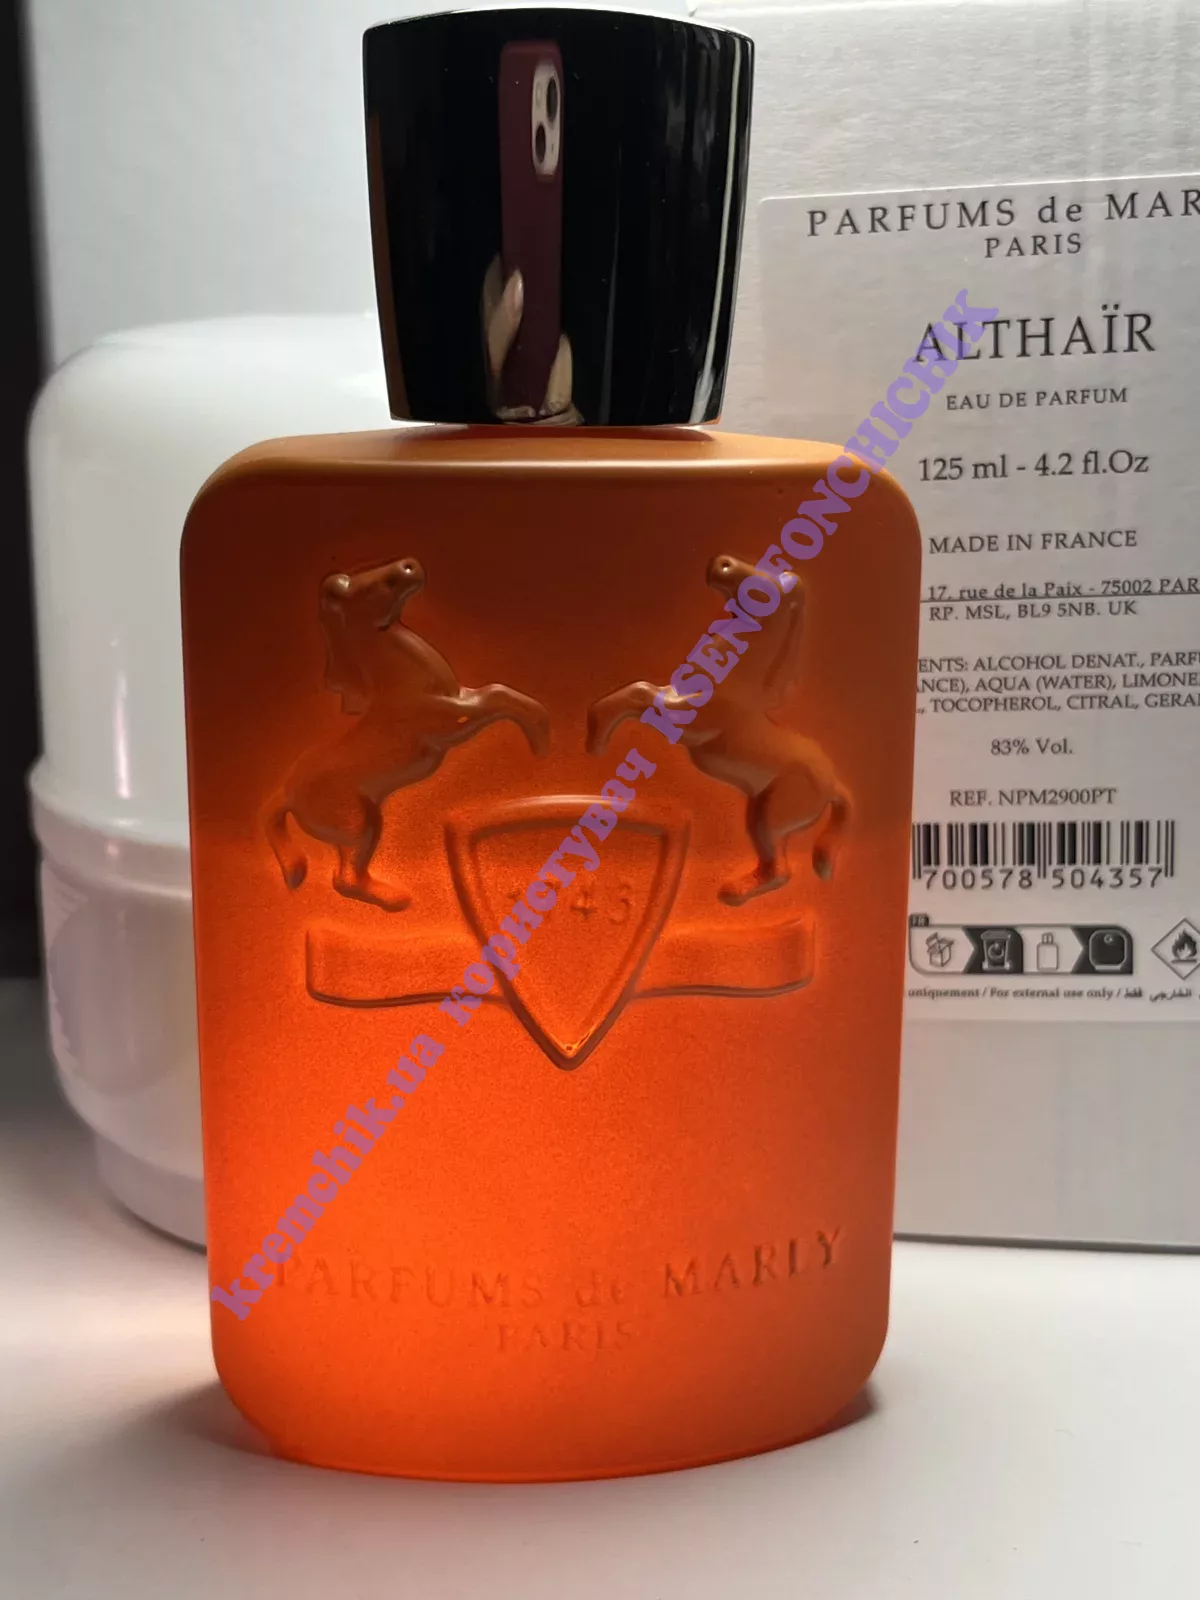 PARFUMS de MAR
PARIS
ALTHAÏR
EAU DE PARFUM
125 ml - 4.2 fl.Oz
MADE IN FRANCE
17, rue de la Paix - 75002 PAR
RP. MSL, BL9 5NB. UK
ENTS: ALCOHOL DENAT., PARFU
NCE), AQUA (WATER), LIMONE
TOCOPHEROL, CITRAL, GERA
83% Vol.
REF. NPM2900PT
700578 504357
FR
uniquement / For external use only /
1743
PARFUMS de MARLY
PARIS
kremchik.ua користувач KSENOFONCHICHIK